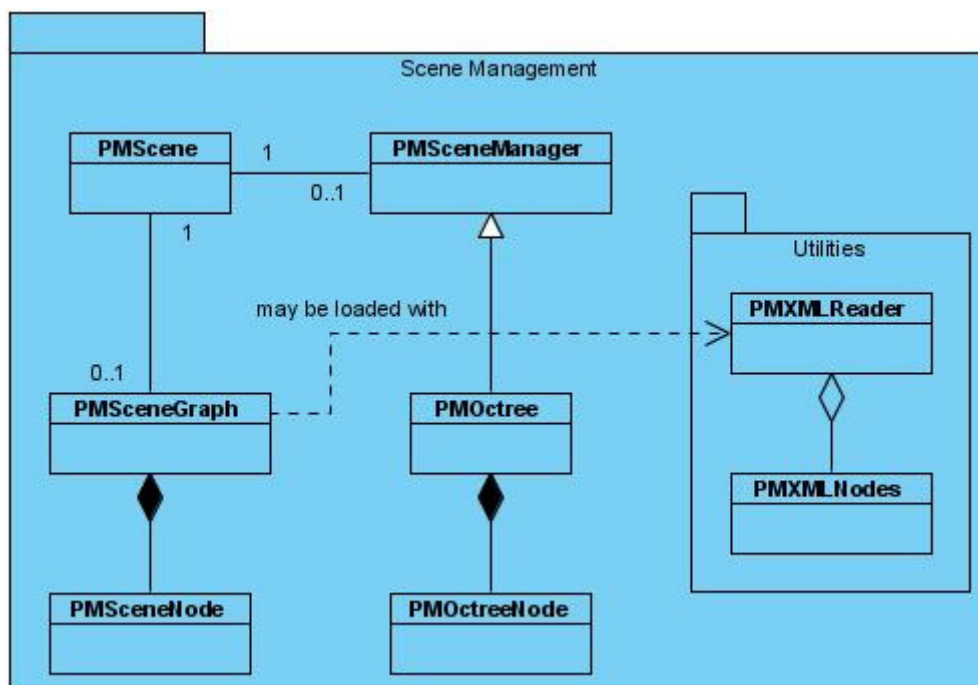 Scene Management
PMScene
1
0..1
PMSceneManager
1
0..1
may be loaded with
Utilities
PMXMLReader
PMSceneGraph
PMOctree
PMXMLNodes
PMSceneNode
PMOctreeNode